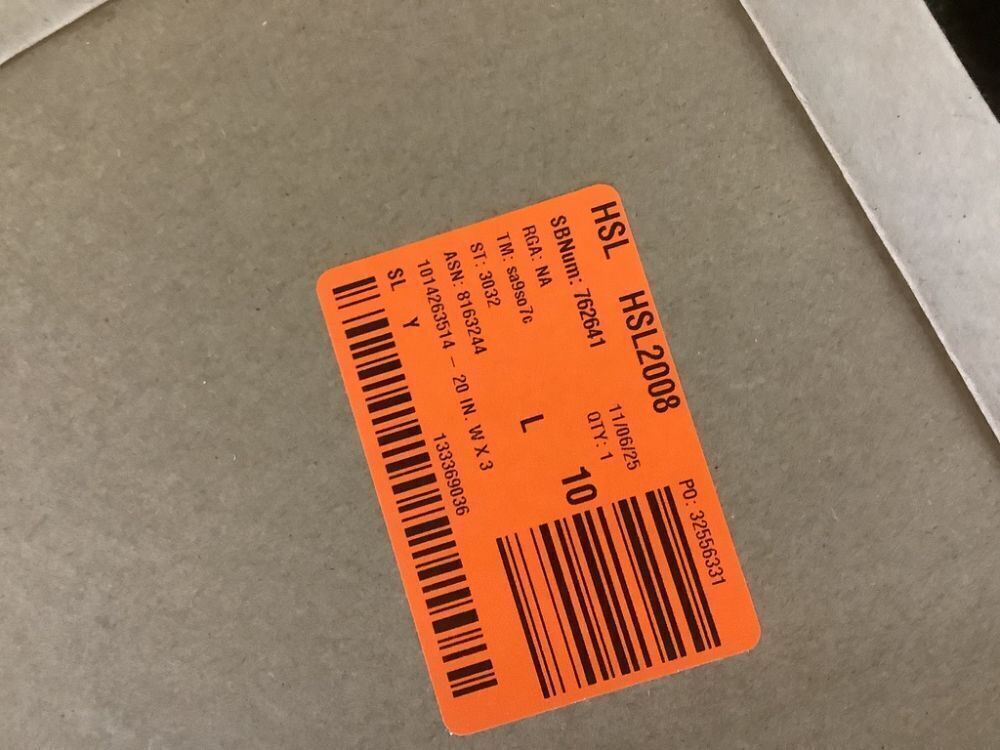 HSL HSL2008
PO: 32556331
SBNum: 762641 11/06/25
RGA: NA QTY: 1
TM: sa9so7c 10
ST: 3032 L
ASN: 8163244
1014263514 - 20 IN. W X 3
SL Y 133369036